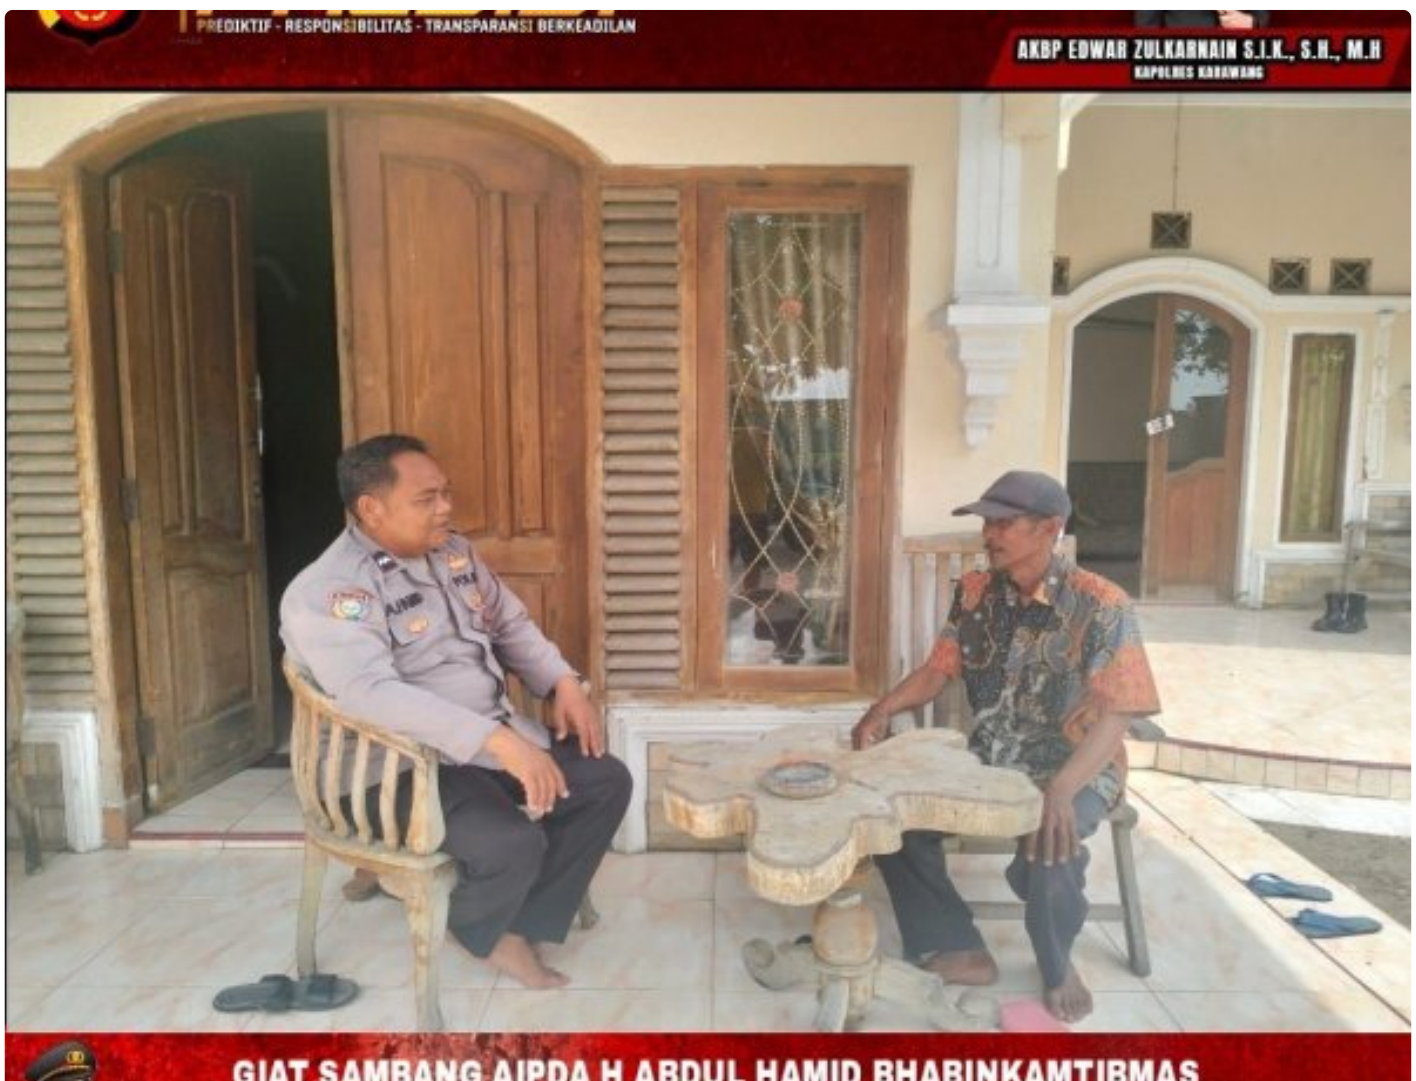 PREDIKTIF - RESPONSIBILITAS - TRANSPARANSI BERKEADILAN
AKBP EDWAR ZULKARNAIN S.I.K., S.H., M.H
KAPOLRES KARAWANG
GIAT SAMBANG AIPDA H ABDUL HAMID BHABINKAMTIBMAS